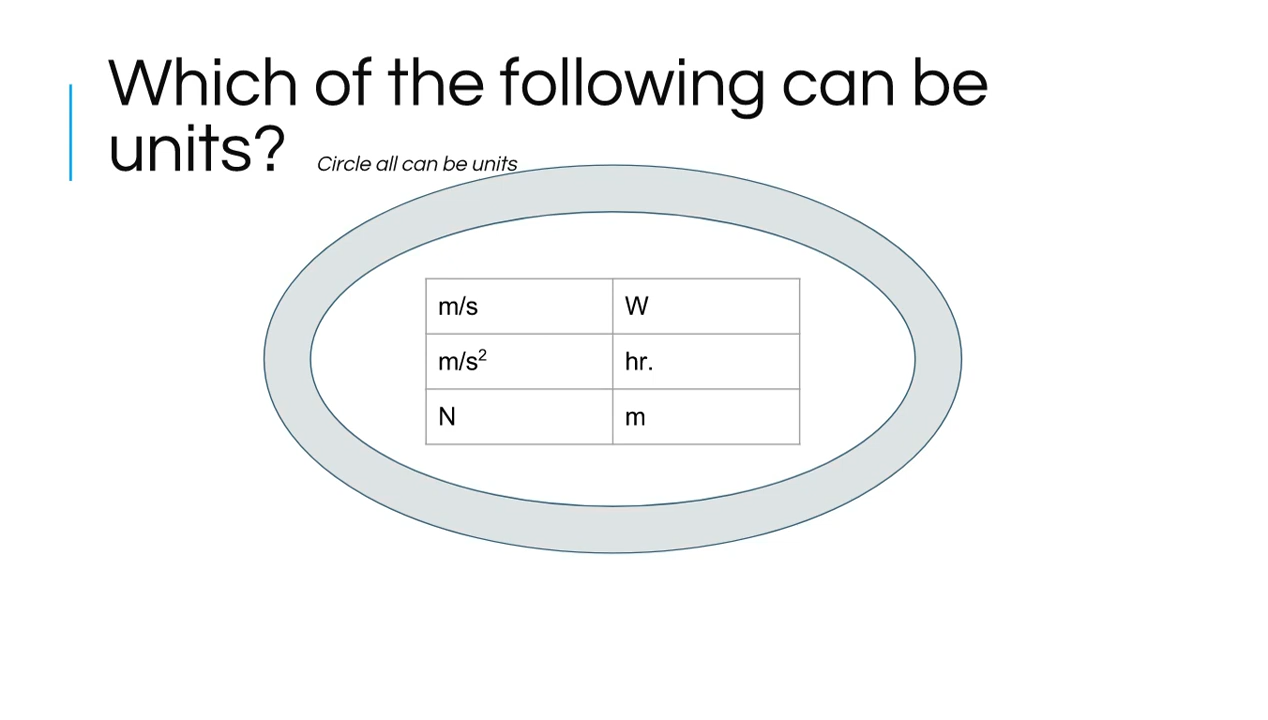 Which of the following can be
units? Circle all can be units
m/s W
m/s² hr.
N m